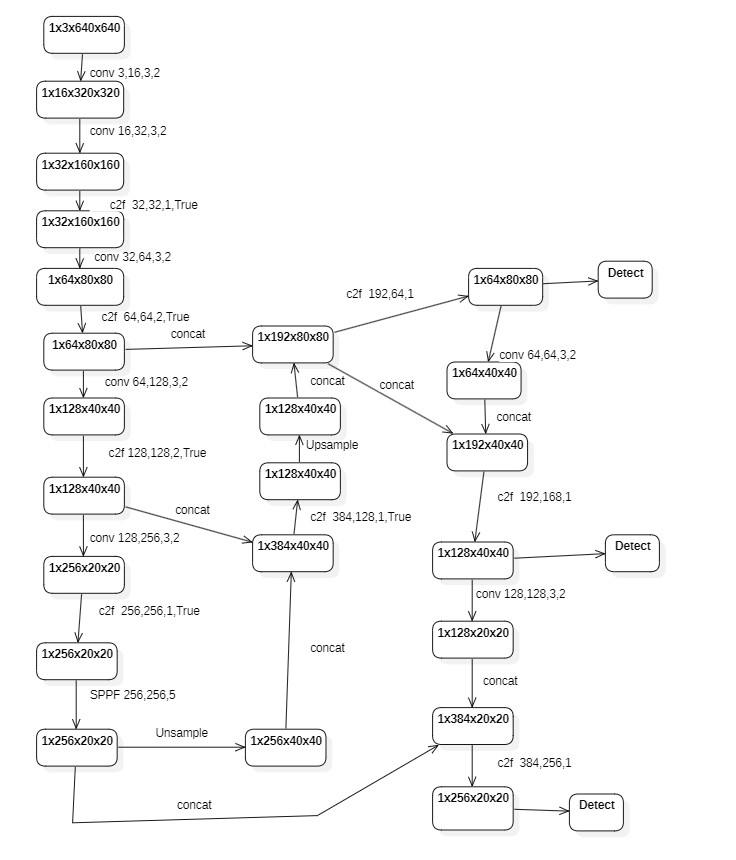 1x3x640x640
conv 3,16,3,2
1x16x320x320
conv 16,32,3,2
1x32x160x160
c2f 32,32,1,True
1x32x160x160
conv 32,64,3,2
1x64x80x80
c2f 64,64,2,True
1x64x80x80
conv 64,128,3,2
1x128x40x40
c2f 128,128,2,True
1x128x40x40
conv 128,256,3,2
1x256x20x20
c2f 256,256,1,True
1x256x20x20
SPPF 256,256,5
1x256x20x20
Unsample
concat
concat
concat
1x192x80x80
concat
1x128x40x40
Upsample
1x128x40x40
c2f 384,128,1,True
1x384x40x40
concat
1x256x40x40
c2f 192,64,1
concat
1x64x80x80
Detect
conv 64,64,3,2
1x64x40x40
concat
1x192x40x40
c2f 192,168,1
1x128x40x40
Detect
conv 128,128,3,2
1x128x20x20
concat
1x384x20x20
c2f 384,256,1
1x256x20x20
Detect